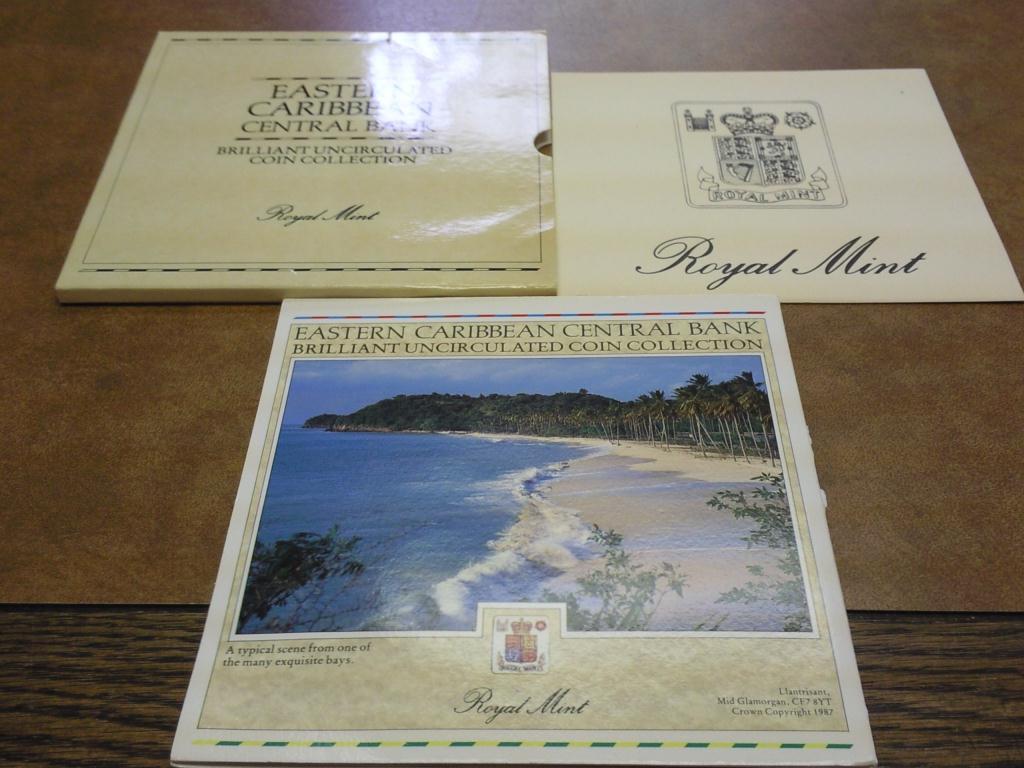 EASTERN
CARIBBEAN
CENTRAL BANK
BRILLIANT UNCIRCULATED
COIN COLLECTION
Royal Mint
ROYAL MINT
Royal Mint
EASTERN CARIBBEAN CENTRAL BANK
BRILLIANT UNCIRCULATED COIN COLLECTION
A typical scene from one of
the many exquisite bays.
ROYAL MINT
Royal Mint
Llantrisant,
Mid Glamorgan, CF7 8YT
Crown Copyright 1987